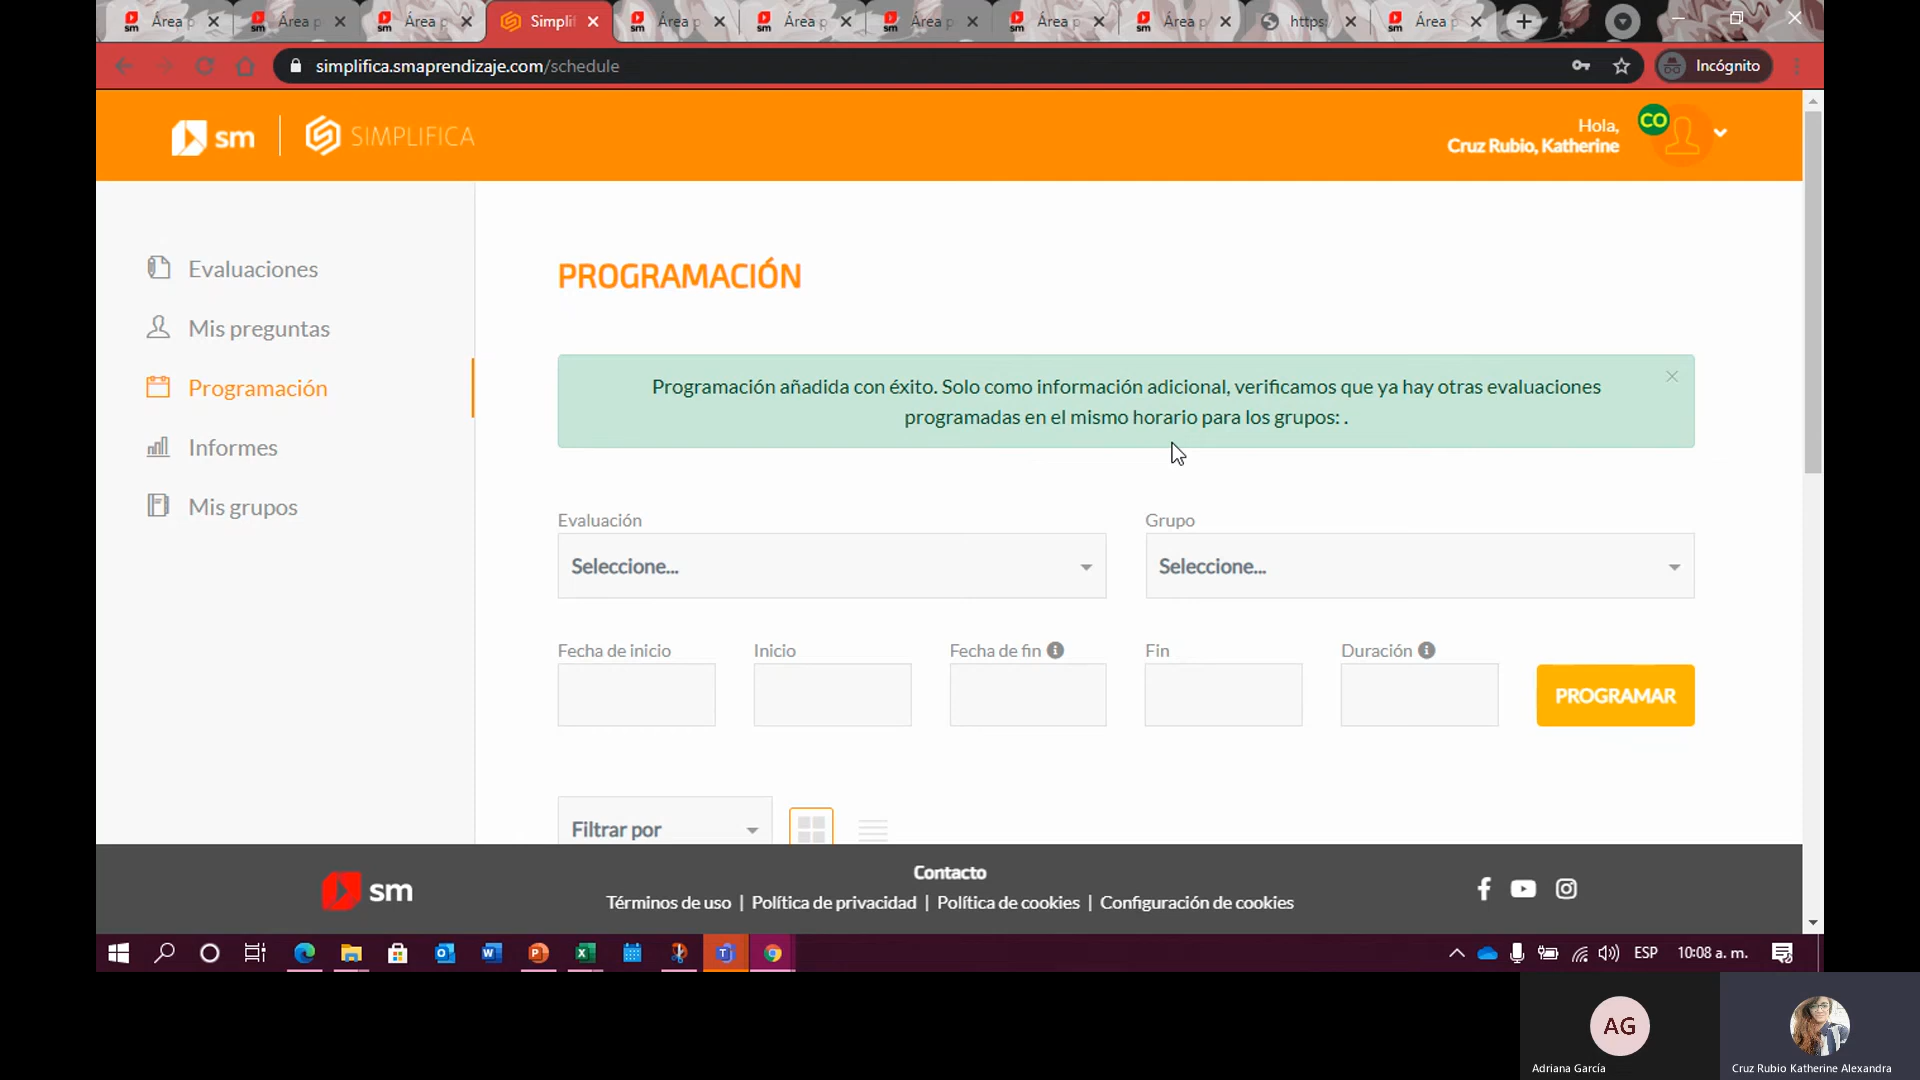 Área p
Área p
Área p
Simplif
Área p
Área p
Área p
Área p
Área p
https:
Área p
simplifica.smaprendizaje.com/schedule
Incógnito
sm
SIMPLIFICA
Hola,
Cruz Rubio, Katherine
CO
Evaluaciones
Mis preguntas
Programación
Informes
Mis grupos
PROGRAMACIÓN
Programación añadida con éxito. Solo como información adicional, verificamos que ya hay otras evaluaciones
programadas en el mismo horario para los grupos: .
Evaluación
Grupo
Seleccione...
Seleccione...
Fecha de inicio
Inicio
Fecha de fin
Fin
Duración
PROGRAMAR
Filtrar por
sm
Contacto
Términos de uso | Política de privacidad | Política de cookies | Configuración de cookies
ESP
10:08 a. m.
AG
Adriana García
Cruz Rubio Katherine Alexandra